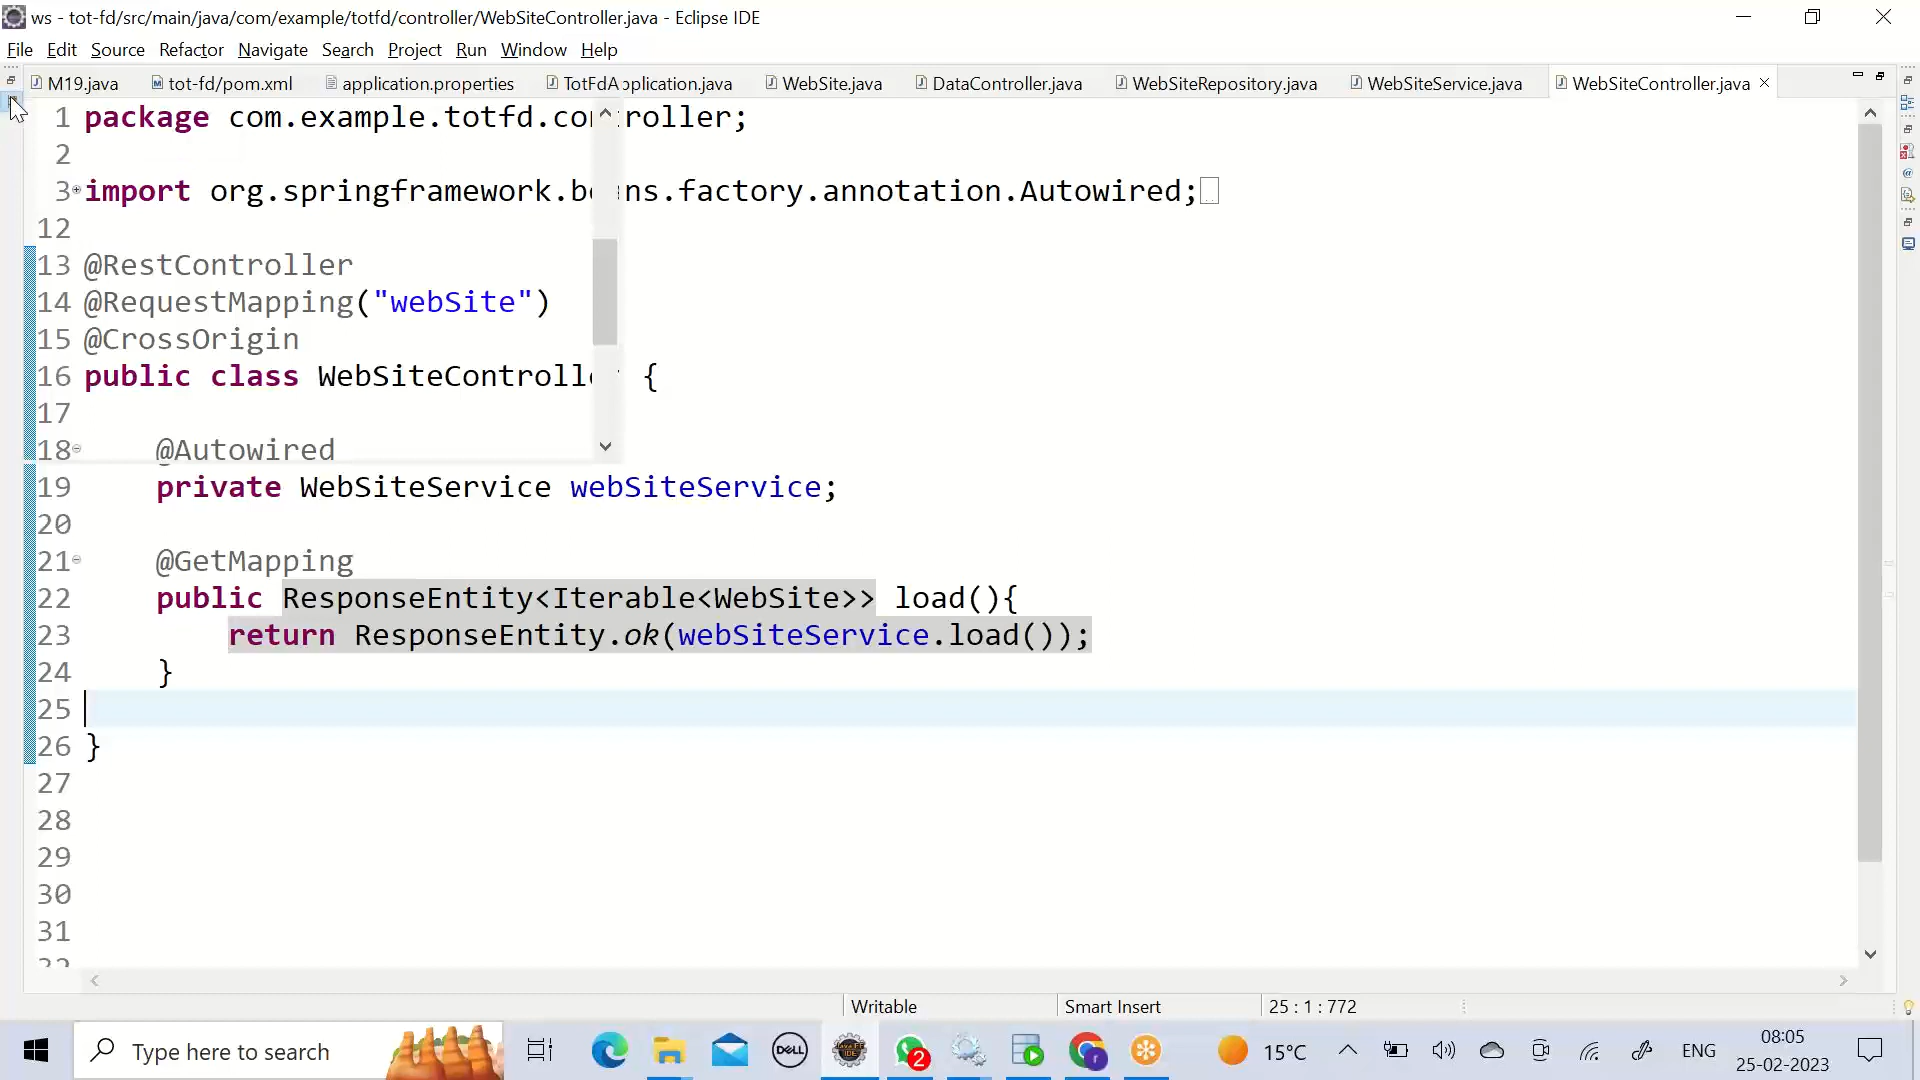 ws - tot-fd/src/main/java/com/example/totfd/controller/WebSiteController.java - Eclipse IDE
File Edit Source Refactor Navigate Search Project Run Window Help
M19.java tot-fd/pom.xml application.properties TotFdApplication.java WebSite.java DataController.java WebSiteRepository.java WebSiteService.java WebSiteController.java
1 package com.example.totfd.controller;
2
3 import org.springframework.beans.factory.annotation.Autowired;
12
13 @RestController
14 @RequestMapping("webSite")
15 @CrossOrigin
16 public class WebSiteController {
17
18 @Autowired
19 private WebSiteService webSiteService;
20
21 @GetMapping
22 public ResponseEntity<Iterable<WebSite>> load(){
23 return ResponseEntity.ok(webSiteService.load());
24 }
25
26 }
27
28
29
30
31
32
Writable Smart Insert 25 : 1 : 772
Type here to search DELL 2 15°C ENG 08:05
25-02-2023